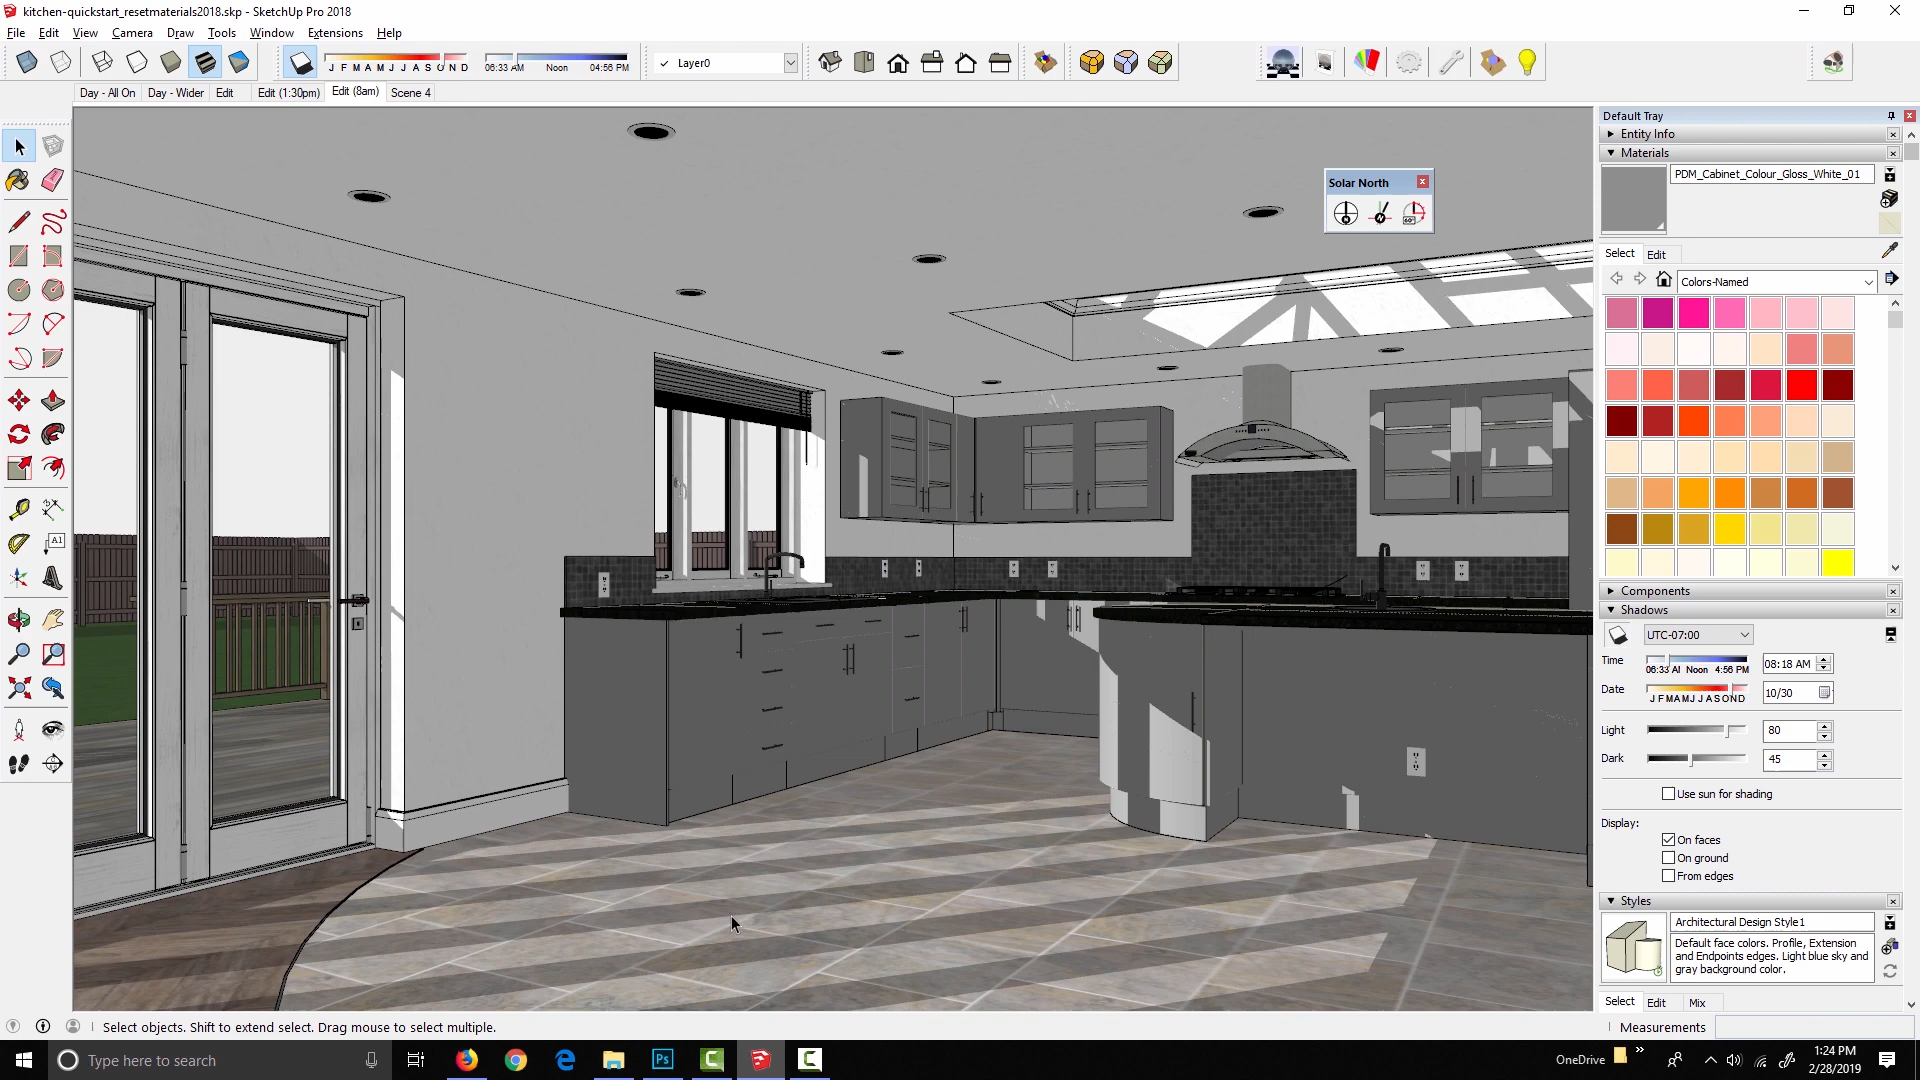 kitchen-quickstart_resetmaterials2018.skp - SketchUp Pro 2018
File Edit View Camera Draw Tools Window Extensions Help
J F M A M J J A S O N D
06:33 AM Noon 04:56 PM
Layer0
Day - All On Day - Wider Edit Edit (1:30pm) Edit (8am) Scene 4
Default Tray
Entity Info
Materials
PDM_Cabinet_Colour_Gloss_White_01
Solar North
N
N
60°
Select Edit
Colors-Named
A1
Components
Shadows
UTC-07:00
Time
06:33 AI Noon 4:56 PM
08:18 AM
Date
J F M A M J J A S O N D
10/30
Light
80
Dark
45
Use sun for shading
Display:
On faces
On ground
From edges
Styles
Architectural Design Style1
Default face colors. Profile, Extension
and Endpoints edges. Light blue sky and
gray background color.
Select Edit Mix
Select objects. Shift to extend select. Drag mouse to select multiple.
Measurements
Type here to search
Ps
OneDrive
1:24 PM
2/28/2019